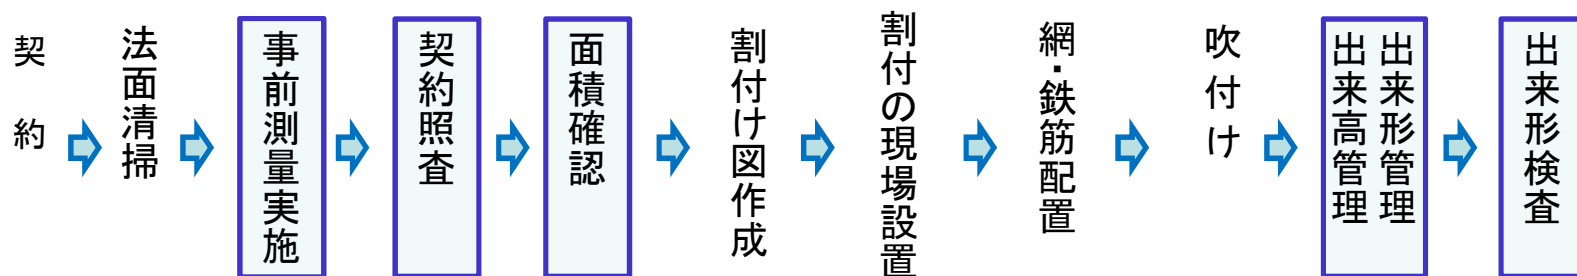 契約
法面清掃
事前測量実施
契約照査
面積確認
割付け図作成
割付の現場設置
網・鉄筋配置
吹付け
出来形管理
出来高管理
出来形検査